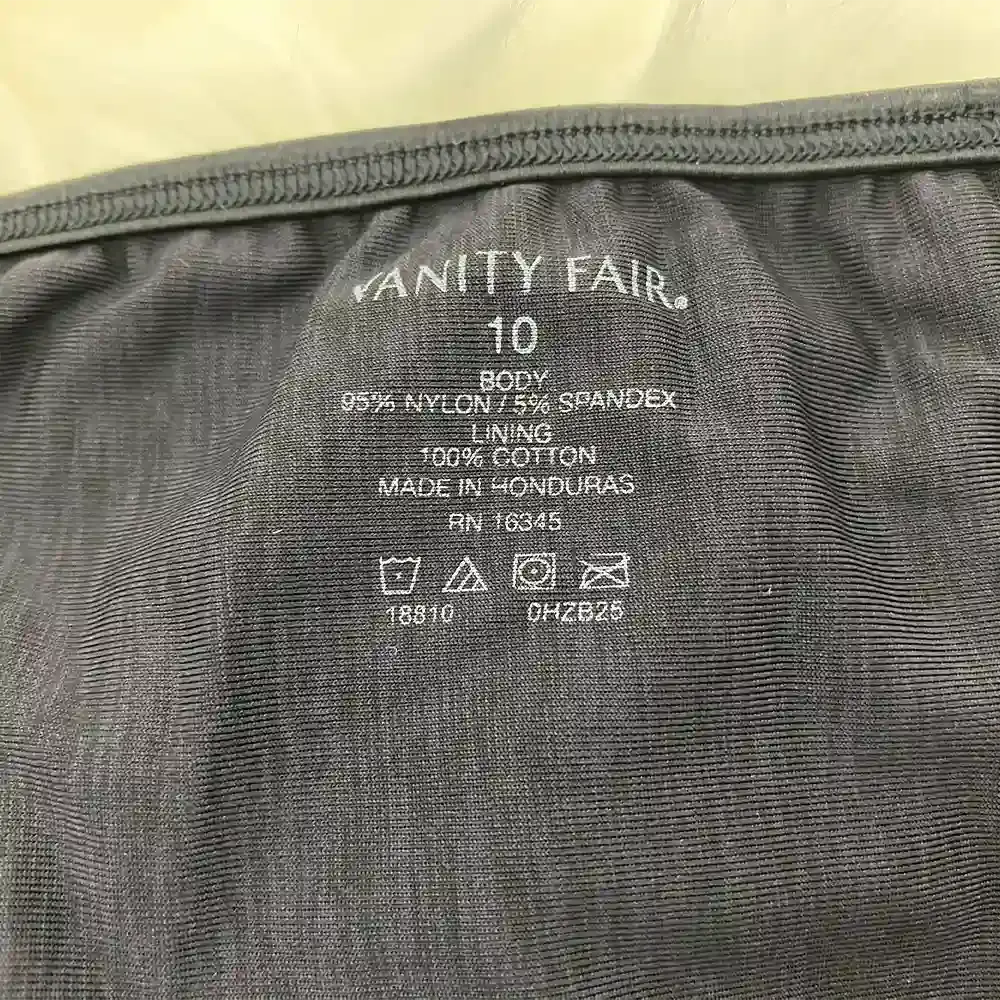 VANITY FAIR®
10
BODY
95% NYLON / 5% SPANDEX
LINING
100% COTTON
MADE IN HONDURAS
RN 16345
18810 0HZB25